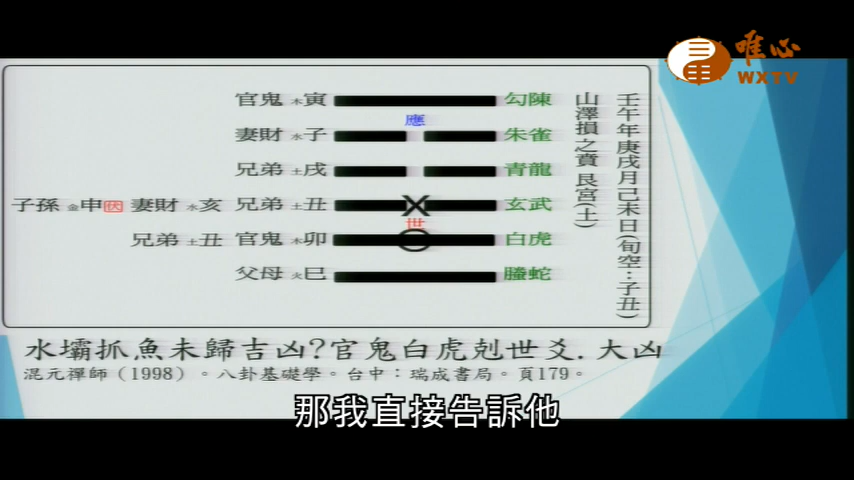 唯心
WXTV
壬午年庚戌月己未日(旬空:子丑)
山澤損之賁 艮宮(土)
官鬼木寅 勾陳
應
妻財水子 朱雀
兄弟土戌 青龍
子孫金申伏 妻財水亥 兄弟土丑 玄武
世
兄弟土丑 官鬼木卯 白虎
父母火巳 螣蛇
水壩抓魚未歸吉凶?官鬼白虎剋世爻.大凶
混元禪師(1998)。八卦基礎學。台中:瑞成書局。頁179。
那我直接告訴他